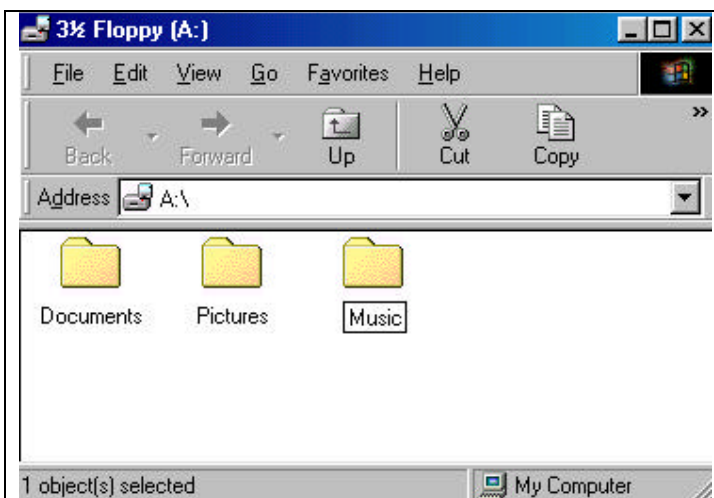 3½ Floppy (A:)
File Edit View Go Favorites Help
Back Forward Up Cut Copy »
Address A:\
Documents Pictures Music
1 object(s) selected My Computer